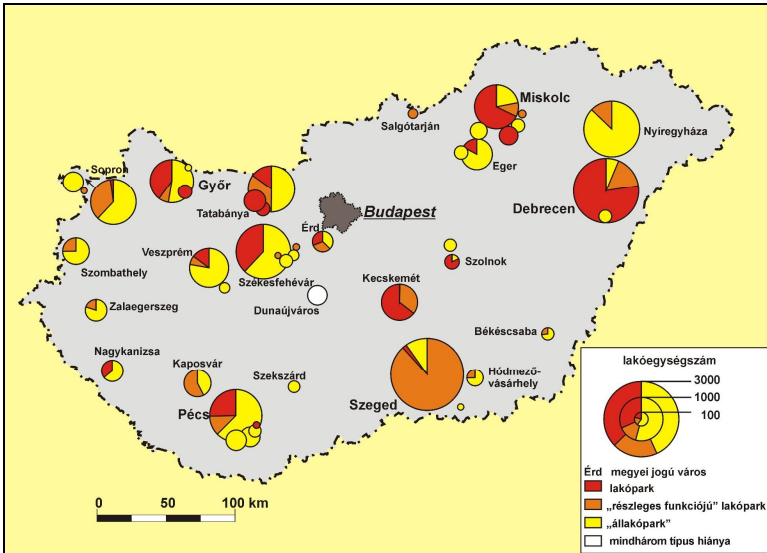 Salgótarján
Miskolc
Nyíregyháza
Eger
Sopron
Győr
Tatabánya
Budapest
Debrecen
Érd
Veszprém
Szombathely
Székesfehérvár
Szolnok
Kecskemét
Dunaújváros
Zalaegerszeg
Békéscsaba
Nagykanizsa
Kaposvár
Szekszárd
Hódmező-
vásárhely
Pécs
Szeged
0 50 100 km
lakóegységszám
3000
1000
100
Érd megyei jogú város
lakópark
„részleges funkciójú” lakópark
„állakópark”
mindhárom típus hiánya